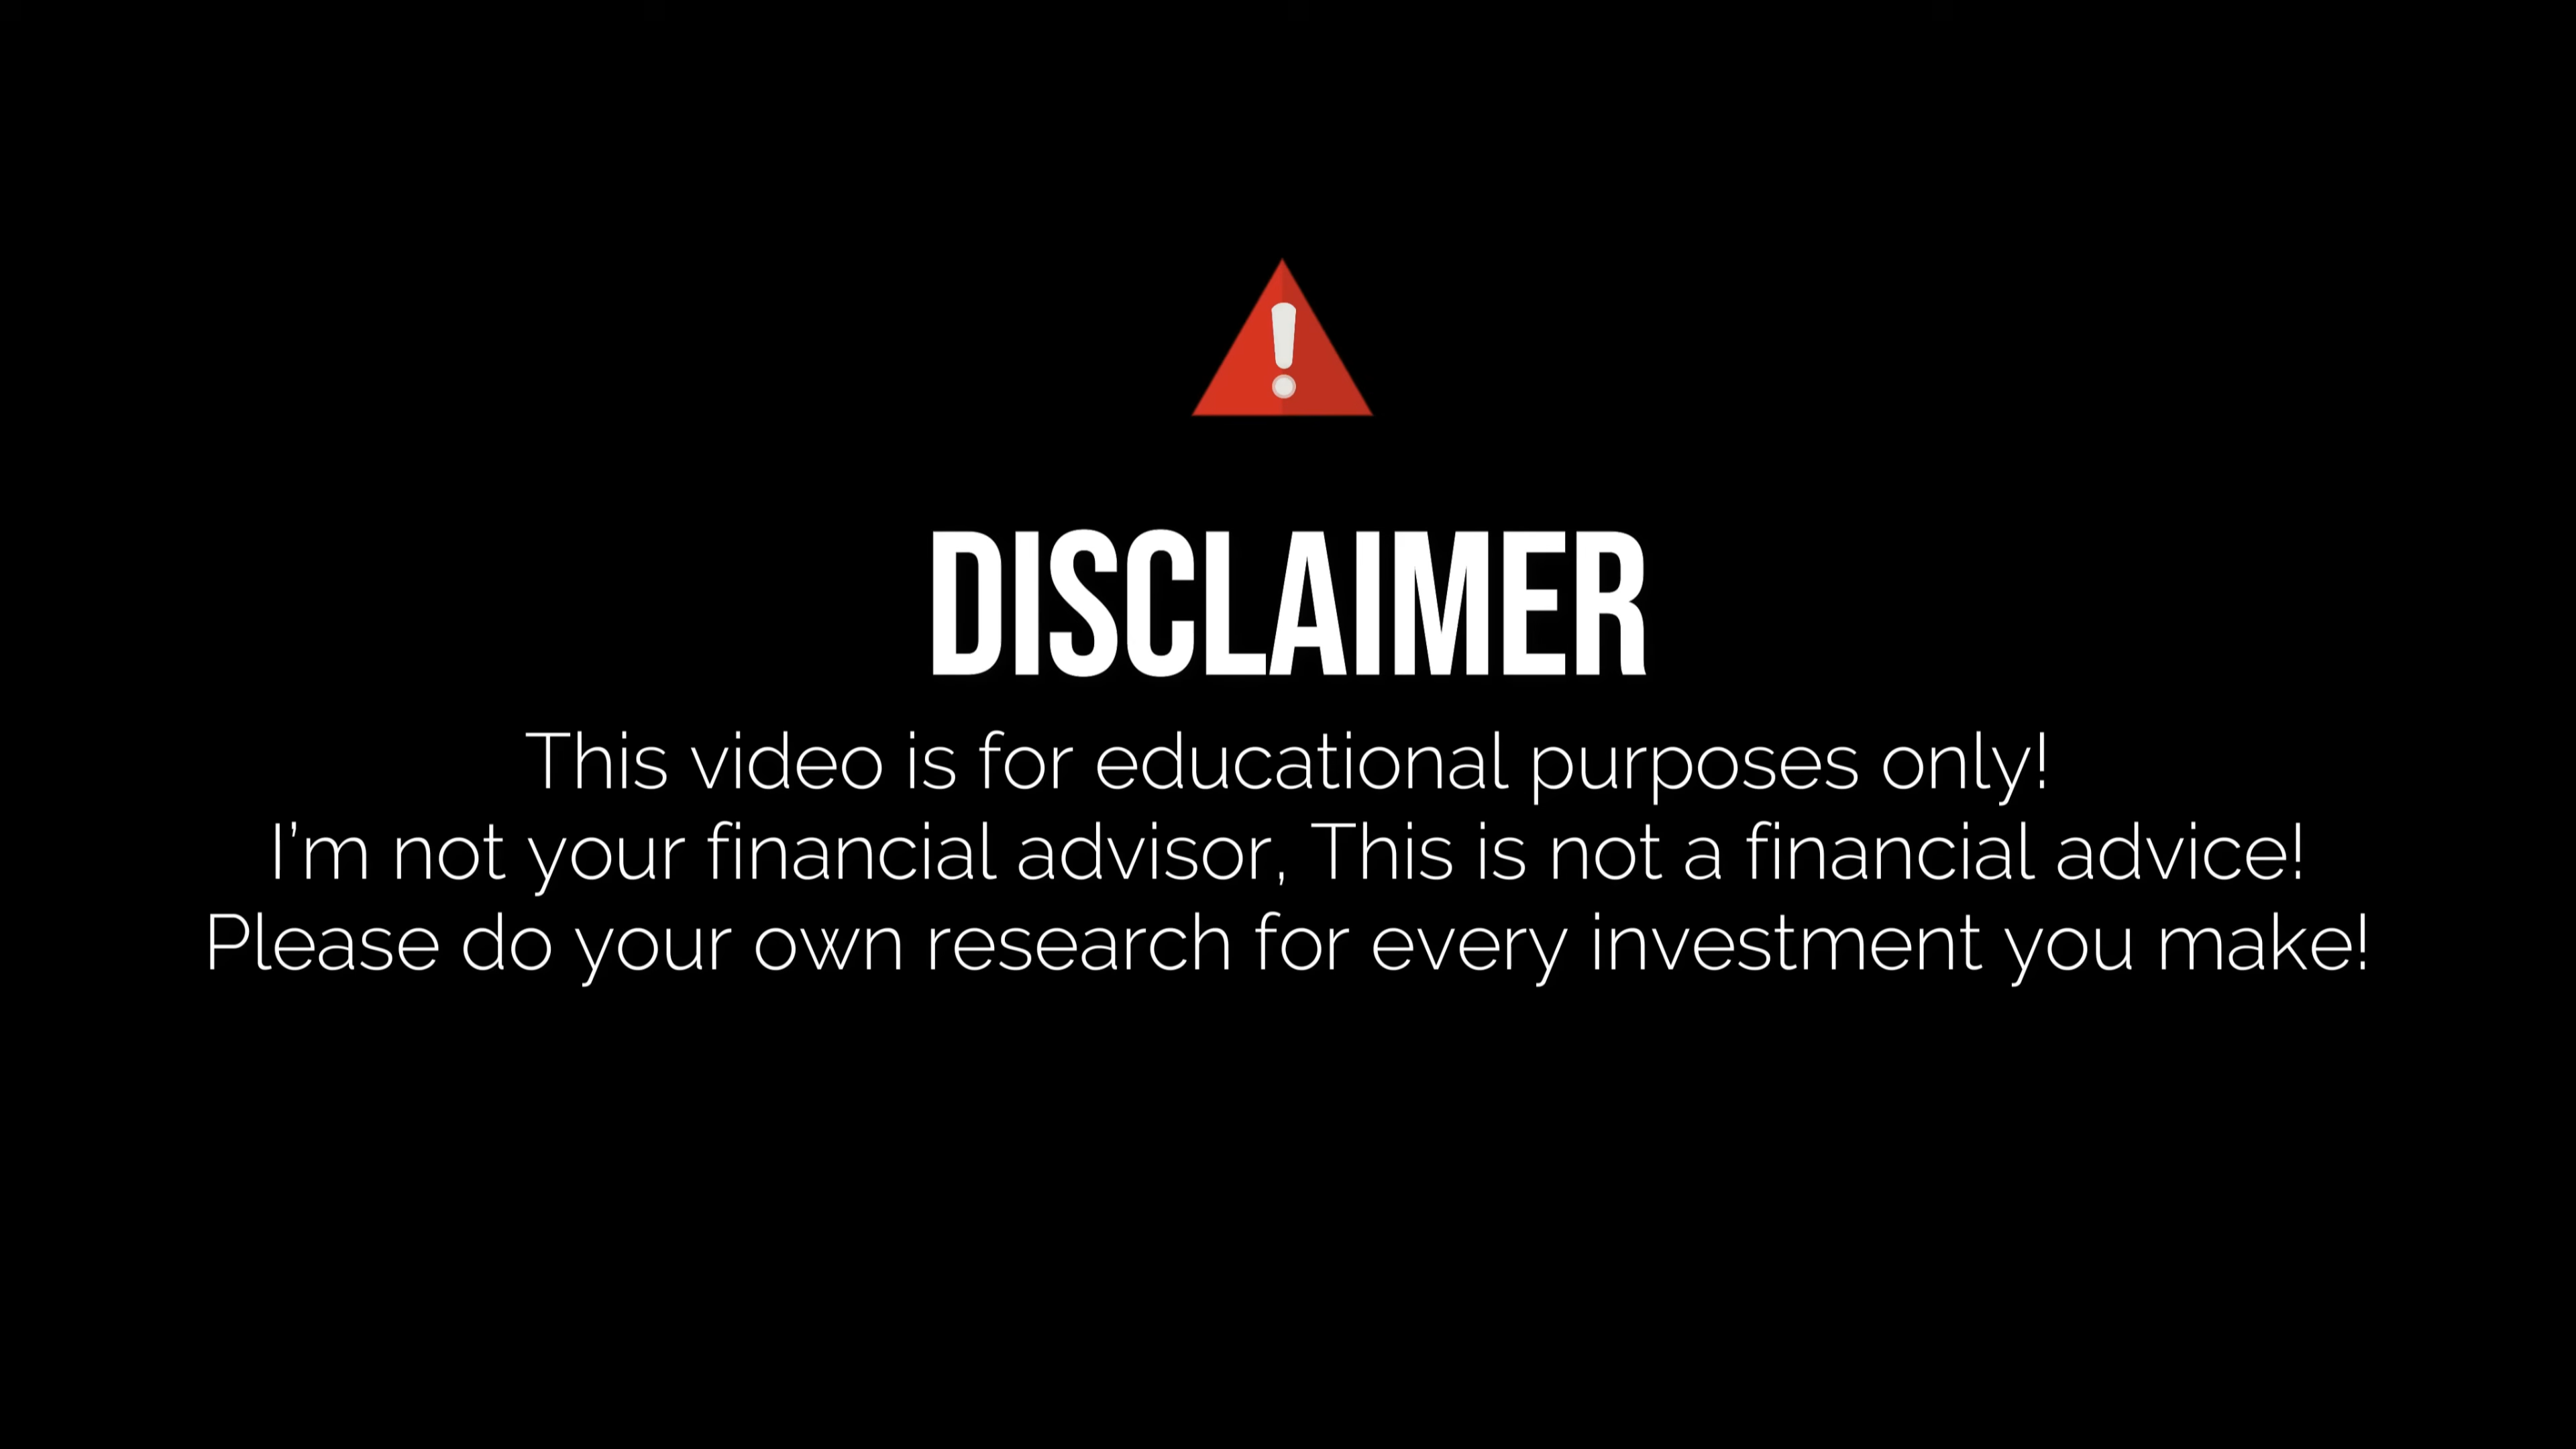 DISCLAIMER
This video is for educational purposes only!
I’m not your financial advisor, This is not a financial advice!
Please do your own research for every investment you make!